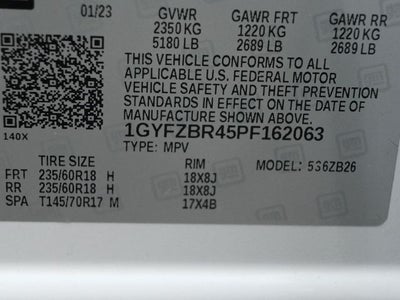 01/23 GVWR GAWR FRT GAWR RR
2350 KG 1220 KG 1220 KG
5180 LB 2689 LB 2689 LB
THIS VEHICLE CONFORMS TO ALL
APPLICABLE U.S. FEDERAL MOTOR
VEHICLE SAFETY AND THEFT PREVENTION
STANDARDS IN EFFECT ON THE DATE OF
MANUFACTURE SHOWN ABOVE.
140X 1GYFZBR45PF162063
TYPE: MPV
TIRE SIZE RIM MODEL: 5S6ZB26
FRT 235/60R18 H 18X8J
RR 235/60R18 H 18X8J
SPA T145/70R17 M 17X4B